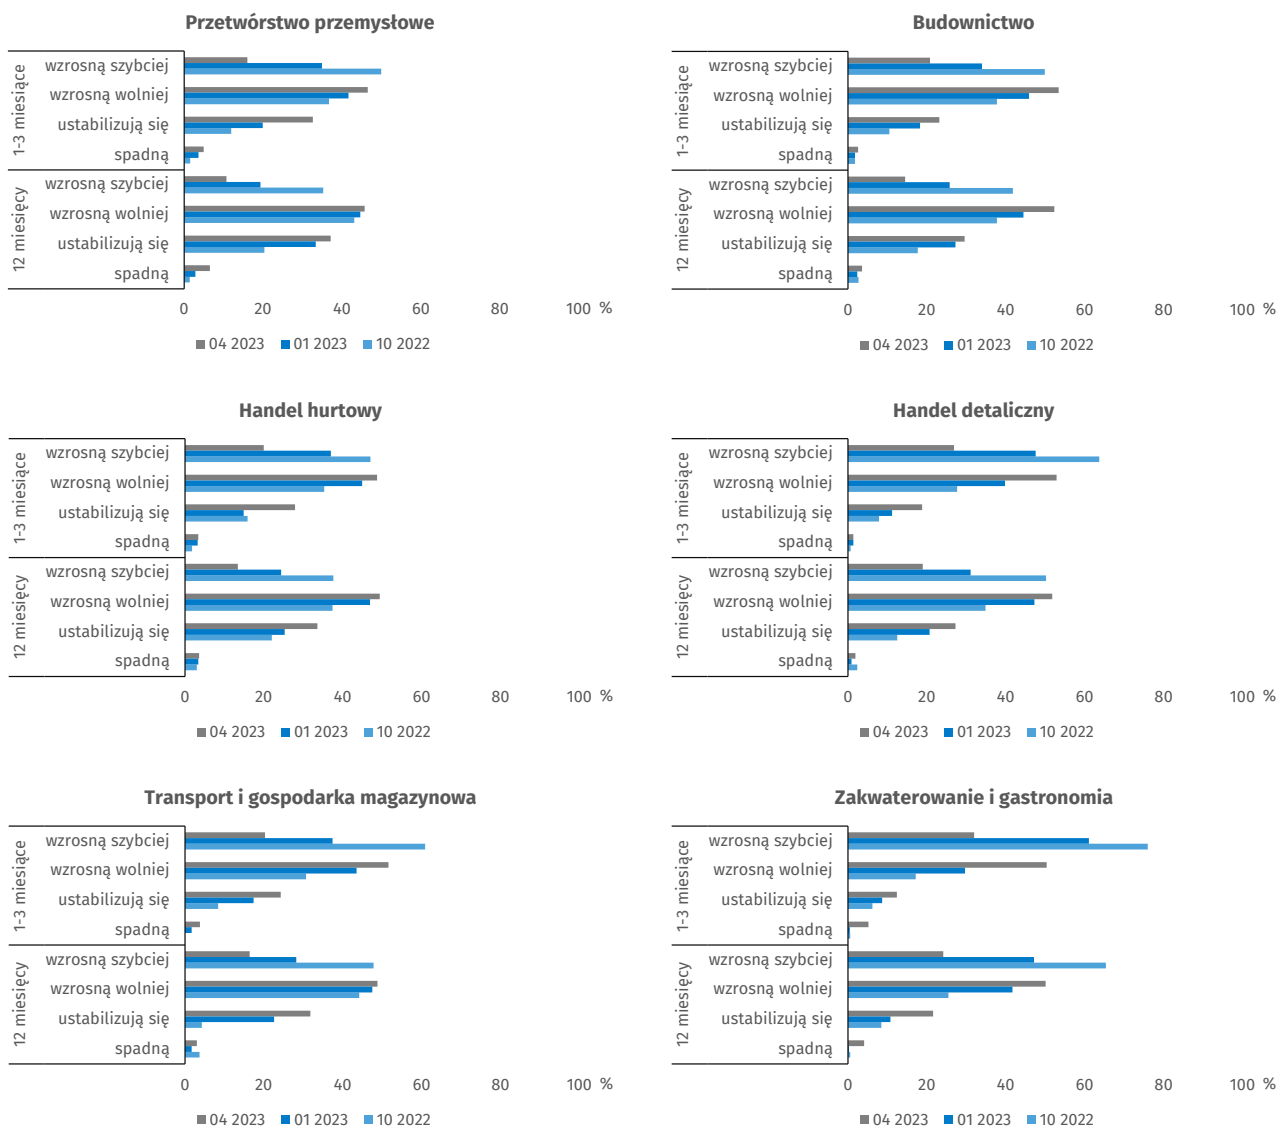 Przetwórstwo przemysłowe
1-3 miesiące
wzrosną szybciej
wzrosną wolniej
ustabilizują się
spadną
12 miesięcy
wzrosną szybciej
wzrosną wolniej
ustabilizują się
spadną
0 20 40 60 80 100 %
04 2023 01 2023 10 2022
Budownictwo
1-3 miesiące
wzrosną szybciej
wzrosną wolniej
ustabilizują się
spadną
12 miesięcy
wzrosną szybciej
wzrosną wolniej
ustabilizują się
spadną
0 20 40 60 80 100 %
04 2023 01 2023 10 2022
Handel hurtowy
1-3 miesiące
wzrosną szybciej
wzrosną wolniej
ustabilizują się
spadną
12 miesięcy
wzrosną szybciej
wzrosną wolniej
ustabilizują się
spadną
0 20 40 60 80 100 %
04 2023 01 2023 10 2022
Handel detaliczny
1-3 miesiące
wzrosną szybciej
wzrosną wolniej
ustabilizują się
spadną
12 miesięcy
wzrosną szybciej
wzrosną wolniej
ustabilizują się
spadną
0 20 40 60 80 100 %
04 2023 01 2023 10 2022
Transport i gospodarka magazynowa
1-3 miesiące
wzrosną szybciej
wzrosną wolniej
ustabilizują się
spadną
12 miesięcy
wzrosną szybciej
wzrosną wolniej
ustabilizują się
spadną
0 20 40 60 80 100 %
04 2023 01 2023 10 2022
Zakwaterowanie i gastronomia
1-3 miesiące
wzrosną szybciej
wzrosną wolniej
ustabilizują się
spadną
12 miesięcy
wzrosną szybciej
wzrosną wolniej
ustabilizują się
spadną
0 20 40 60 80 100 %
04 2023 01 2023 10 2022